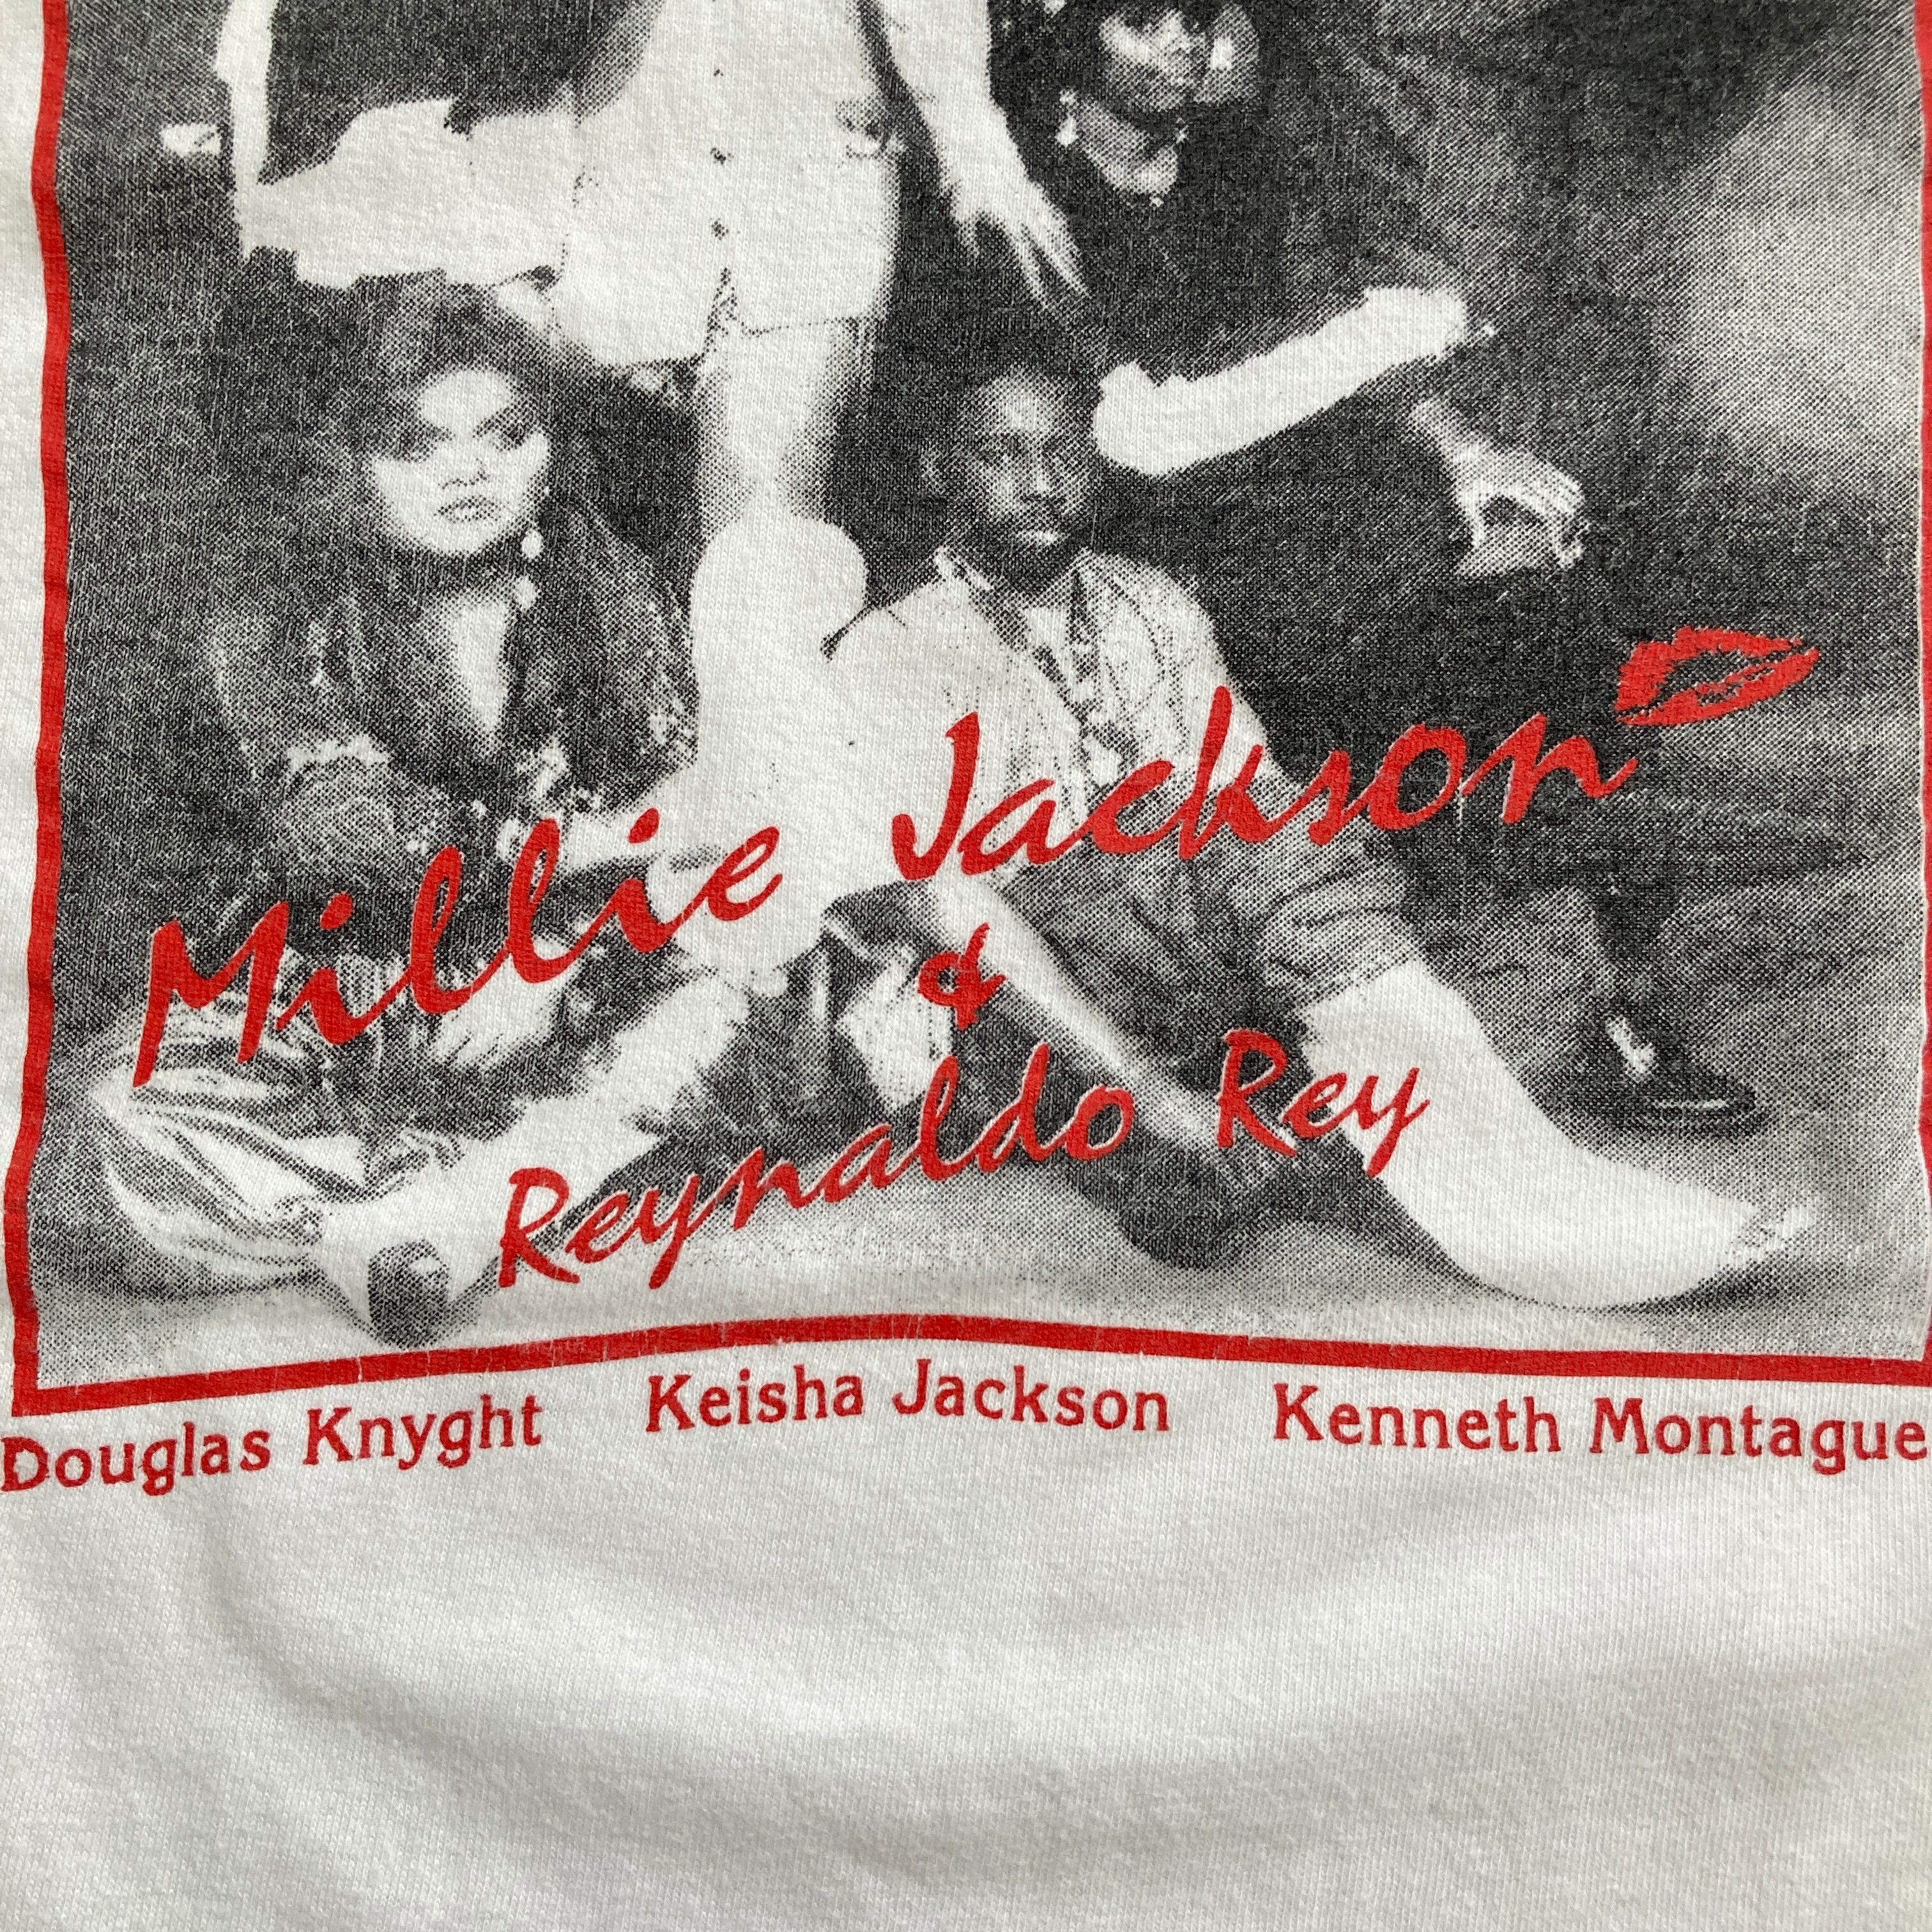 Millie Jackson
&
Reynaldo Rey
Douglas Knyght Keisha Jackson Kenneth Montague